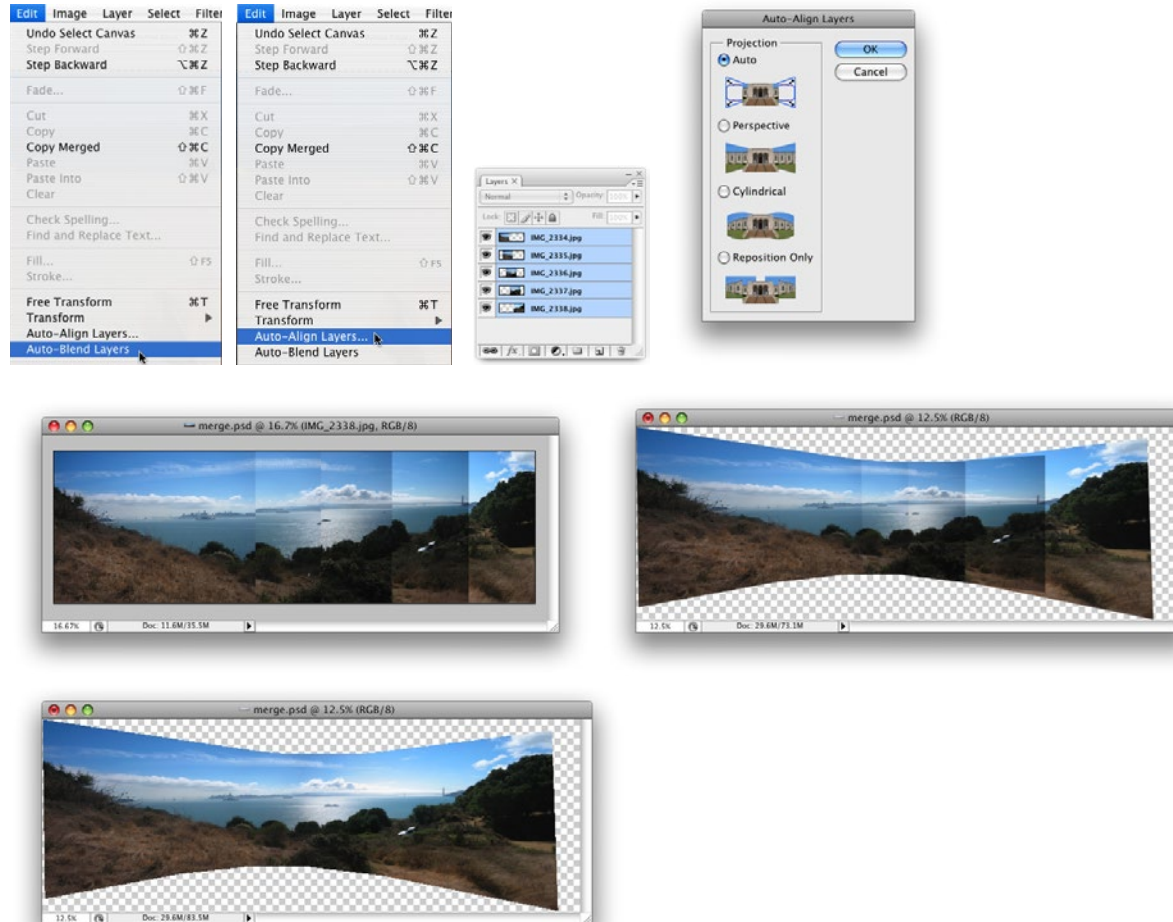 Edit Image Layer Select Filter
Undo Select Canvas ⌘Z
Step Forward ⇧⌘Z
Step Backward ⌥⌘Z
Fade... ⇧⌘F
Cut ⌘X
Copy ⌘C
Copy Merged ⇧⌘C
Paste ⌘V
Paste Into ⇧⌘V
Clear
Check Spelling...
Find and Replace Text...
Fill... ⇧F5
Stroke...
Free Transform ⌘T
Transform ▶
Auto-Align Layers...
Auto-Blend Layers
Edit Image Layer Select Filter
Undo Select Canvas ⌘Z
Step Forward ⇧⌘Z
Step Backward ⌥⌘Z
Fade... ⇧⌘F
Cut ⌘X
Copy ⌘C
Copy Merged ⇧⌘C
Paste ⌘V
Paste Into ⇧⌘V
Clear
Check Spelling...
Find and Replace Text...
Fill... ⇧F5
Stroke...
Free Transform ⌘T
Transform ▶
Auto-Align Layers...
Auto-Blend Layers
Layers ×
Normal Opacity: 100%
Lock: Fill: 100%
IMG_2334.jpg
IMG_2335.jpg
IMG_2336.jpg
IMG_2337.jpg
IMG_2338.jpg
fx
Auto-Align Layers
Projection
Auto
Perspective
Cylindrical
Reposition Only
OK
Cancel
merge.psd @ 16.7% (IMG_2338.jpg, RGB/8)
16.67% Doc: 11.6M/35.5M
merge.psd @ 12.5% (RGB/8)
12.5% Doc: 29.6M/73.1M
merge.psd @ 12.5% (RGB/8)
12.5% Doc: 29.6M/83.5M